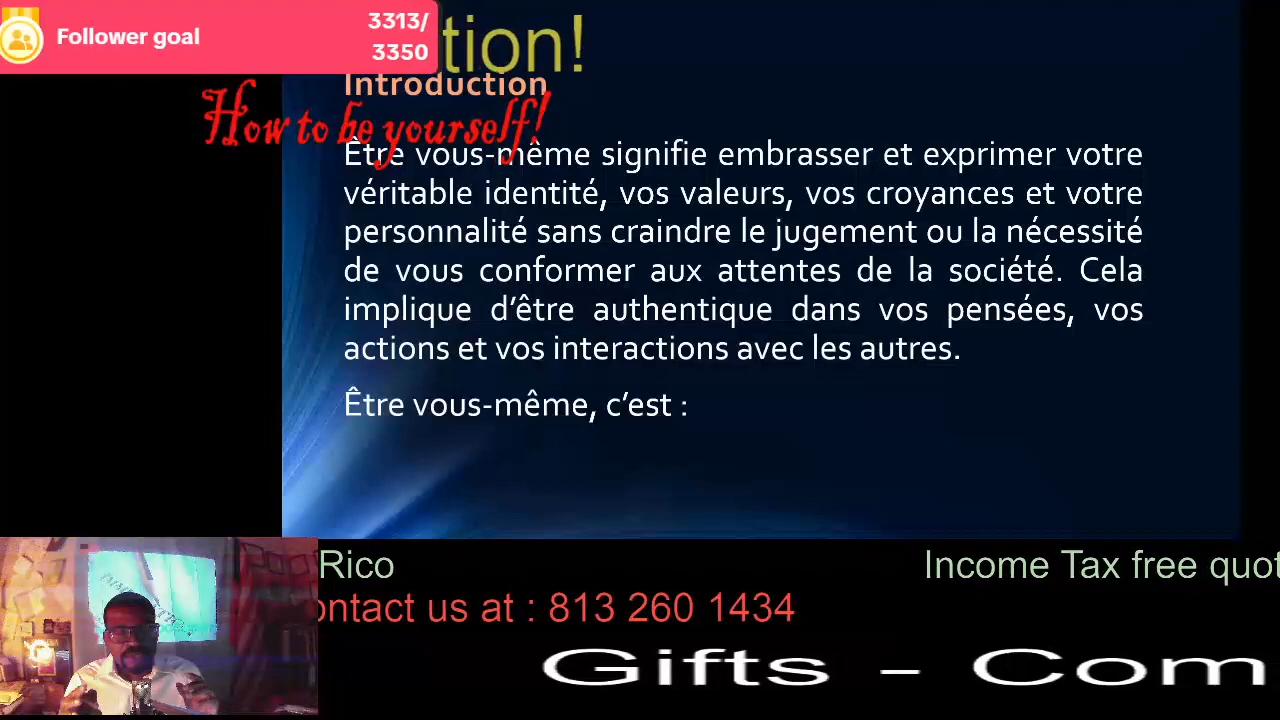 Follower goal
3313/
3350
tion!
Introduction
How to be yourself!
Être vous-même signifie embrasser et exprimer votre
véritable identité, vos valeurs, vos croyances et votre
personnalité sans craindre le jugement ou la nécessité
de vous conformer aux attentes de la société. Cela
implique d’être authentique dans vos pensées, vos
actions et vos interactions avec les autres.
Être vous-même, c’est :
Rico
Income Tax free quot
ontact us at : 813 260 1434
Gifts - Com